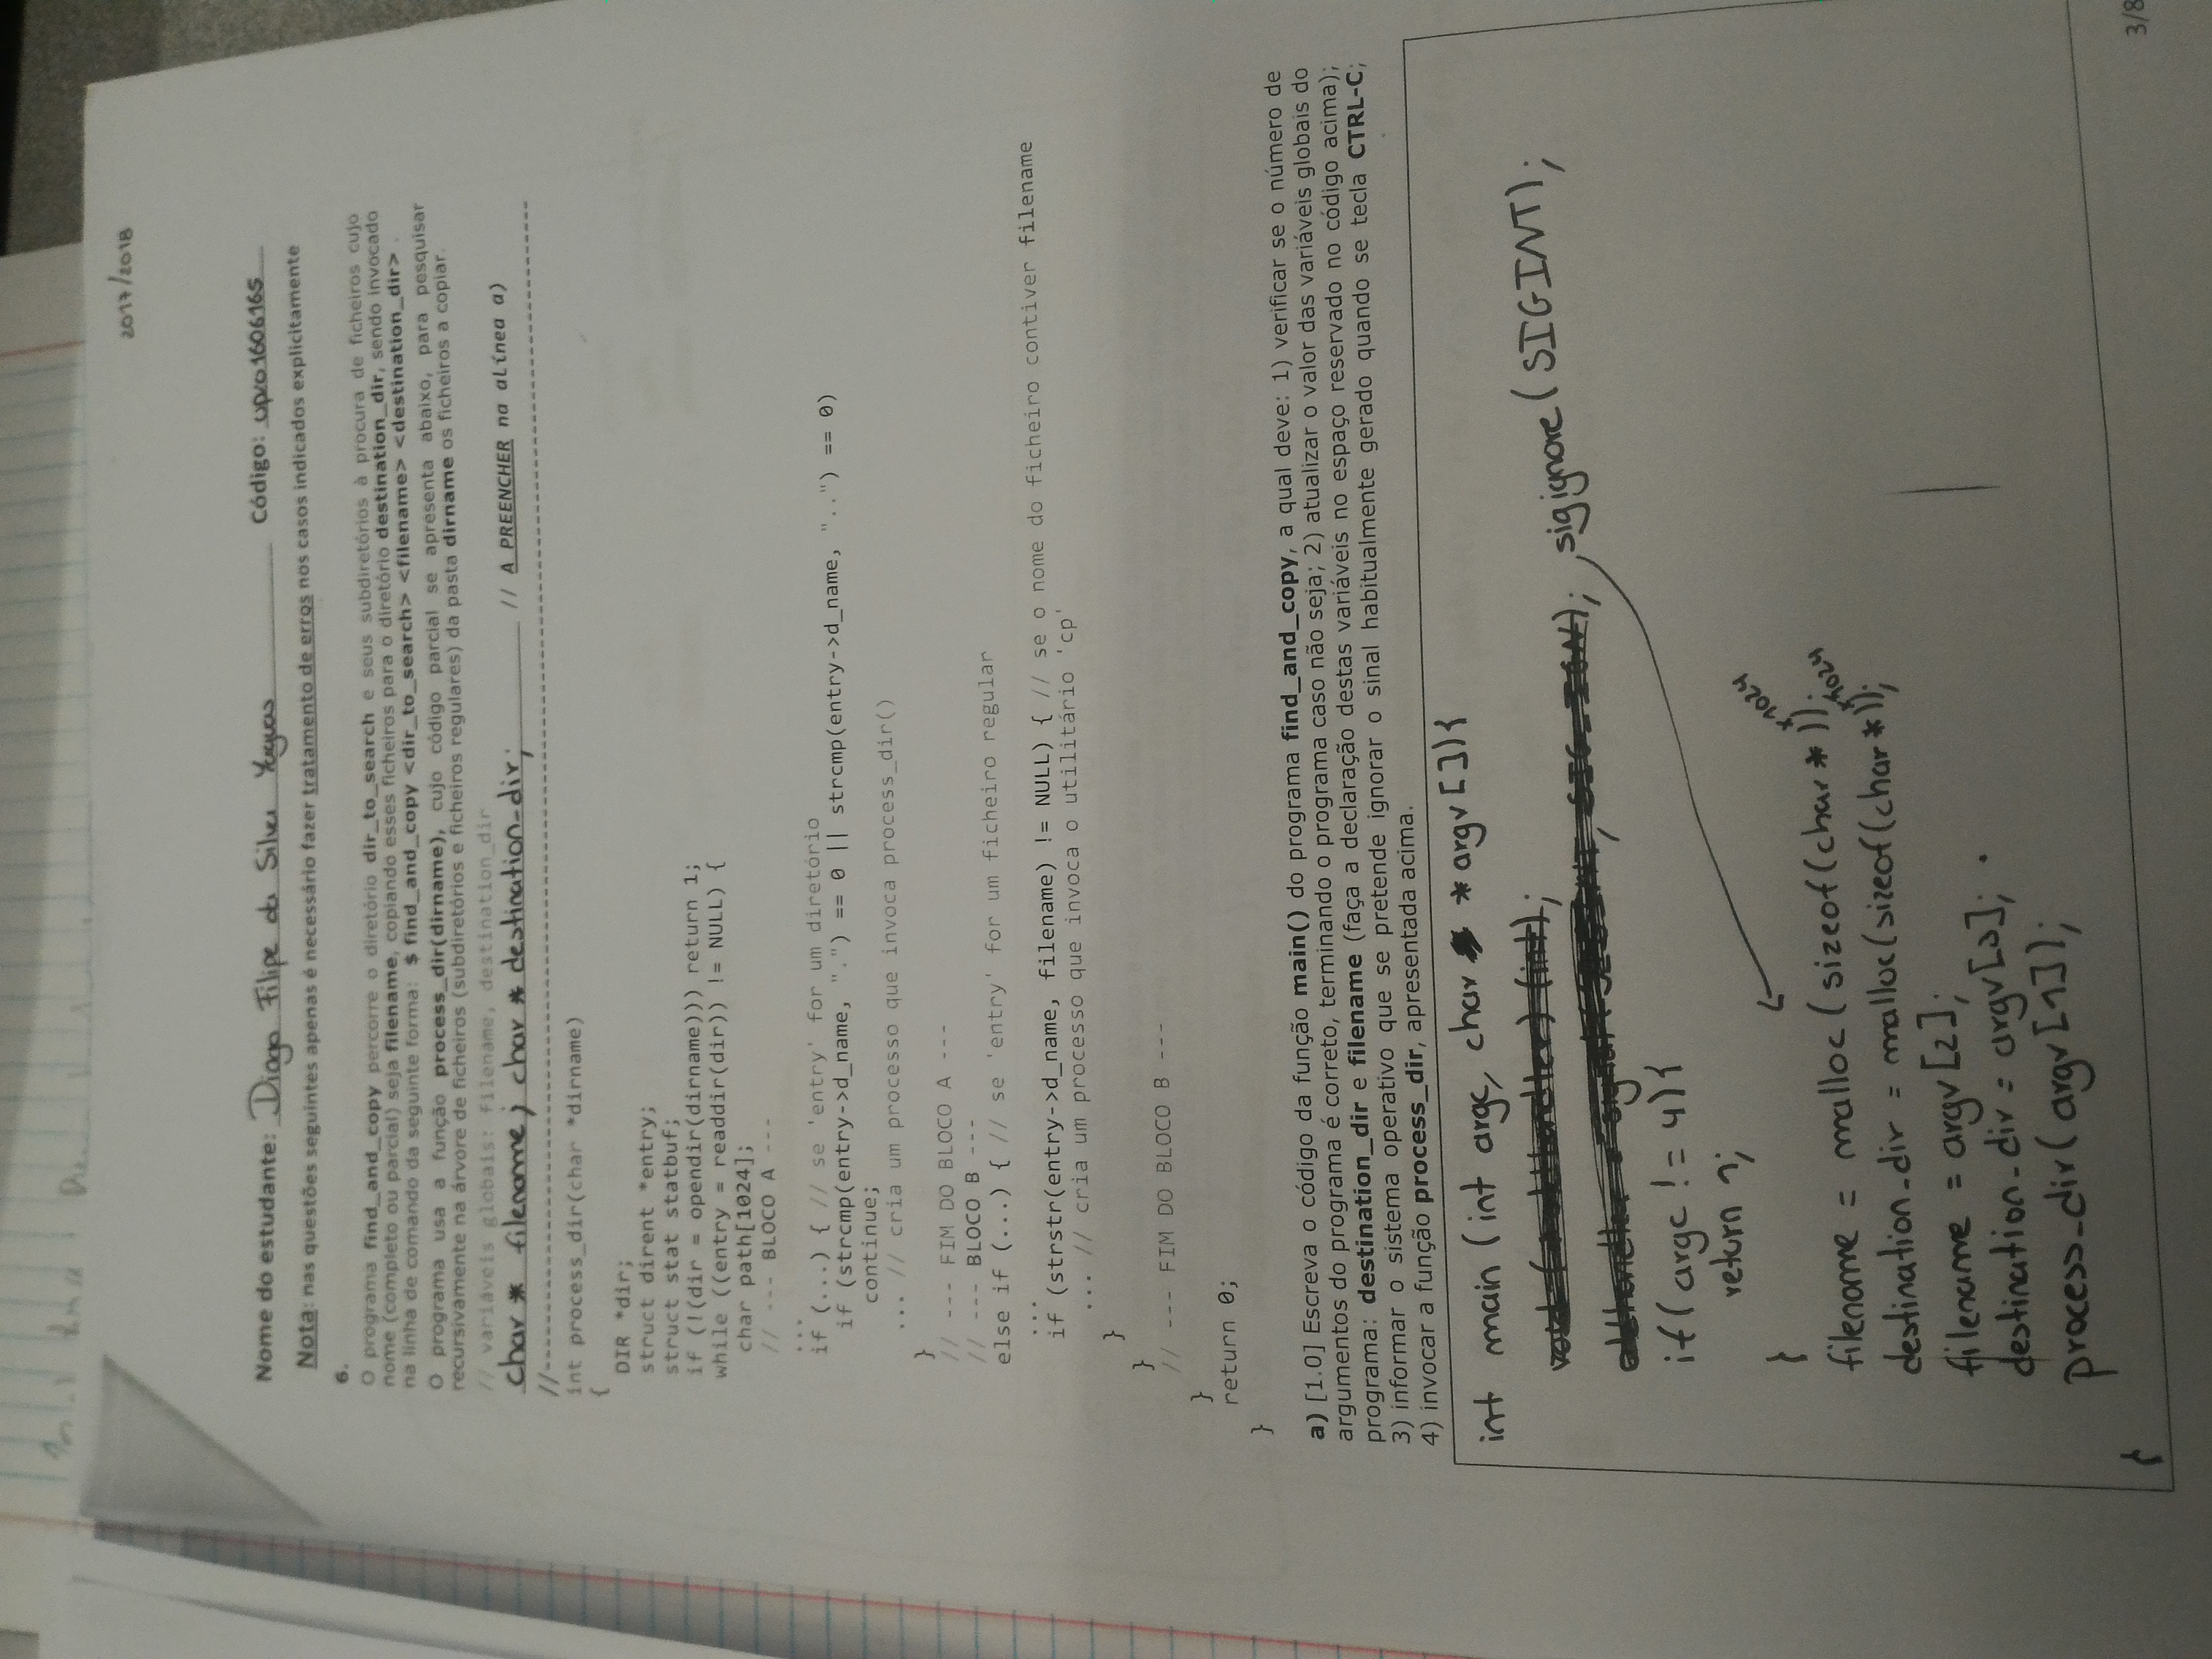 2017/2018
Nome do estudante: Diogo Filipe da Silva Yaguas Código: up201606165
Nota: nas questões seguintes apenas é necessário fazer tratamento de erros nos casos indicados explicitamente
6.
O programa find_and_copy percorre o diretório dir_to_search e seus subdiretórios à procura de ficheiros cujo
nome (completo ou parcial) seja filename, copiando esses ficheiros para o diretório destination_dir, sendo invocado
na linha de comando da seguinte forma: $ find_and_copy <dir_to_search> <filename> <destination_dir> .
O programa usa a função process_dir(dirname), cujo código parcial se apresenta abaixo, para pesquisar
recursivamente na árvore de ficheiros (subdiretórios e ficheiros regulares) da pasta dirname os ficheiros a copiar.
// variáveis globais: filename, destination_dir
char * filename; char * destination_dir; // A PREENCHER na alínea a)
//--------------------------------------------------------------
int process_dir(char *dirname)
{
DIR *dir;
struct dirent *entry;
struct stat statbuf;
if (!(dir = opendir(dirname))) return 1;
while ((entry = readdir(dir)) != NULL) {
char path[1024];
// --- BLOCO A ---
...
if (...) { // se 'entry' for um diretório
if (strcmp(entry->d_name, ".") == 0 || strcmp(entry->d_name, "..") == 0)
continue;
... // cria um processo que invoca process_dir()
}
// --- FIM DO BLOCO A ---
// --- BLOCO B ---
else if (...) { // se 'entry' for um ficheiro regular
...
if (strstr(entry->d_name, filename) != NULL) { // se o nome do ficheiro contiver filename
... // cria um processo que invoca o utilitário 'cp'
}
}
// --- FIM DO BLOCO B ---
}
return 0;
}
a) [1.0] Escreva o código da função main() do programa find_and_copy, a qual deve: 1) verificar se o número de
argumentos do programa é correto, terminando o programa caso não seja; 2) atualizar o valor das variáveis globais do
programa: destination_dir e filename (faça a declaração destas variáveis no espaço reservado no código acima);
3) informar o sistema operativo que se pretende ignorar o sinal habitualmente gerado quando se tecla CTRL-C;
4) invocar a função process_dir, apresentada acima.
int main (int argc, char * argv[]){
sigignore(SIGINT);
if(argc != 4){
return 1;
}
filename = malloc(sizeof(char *)*1024);
destination_dir = malloc(sizeof(char *)*1024);
filename = argv[2];
destination_dir = argv[3];
process_dir(argv[1]);
}
3/8